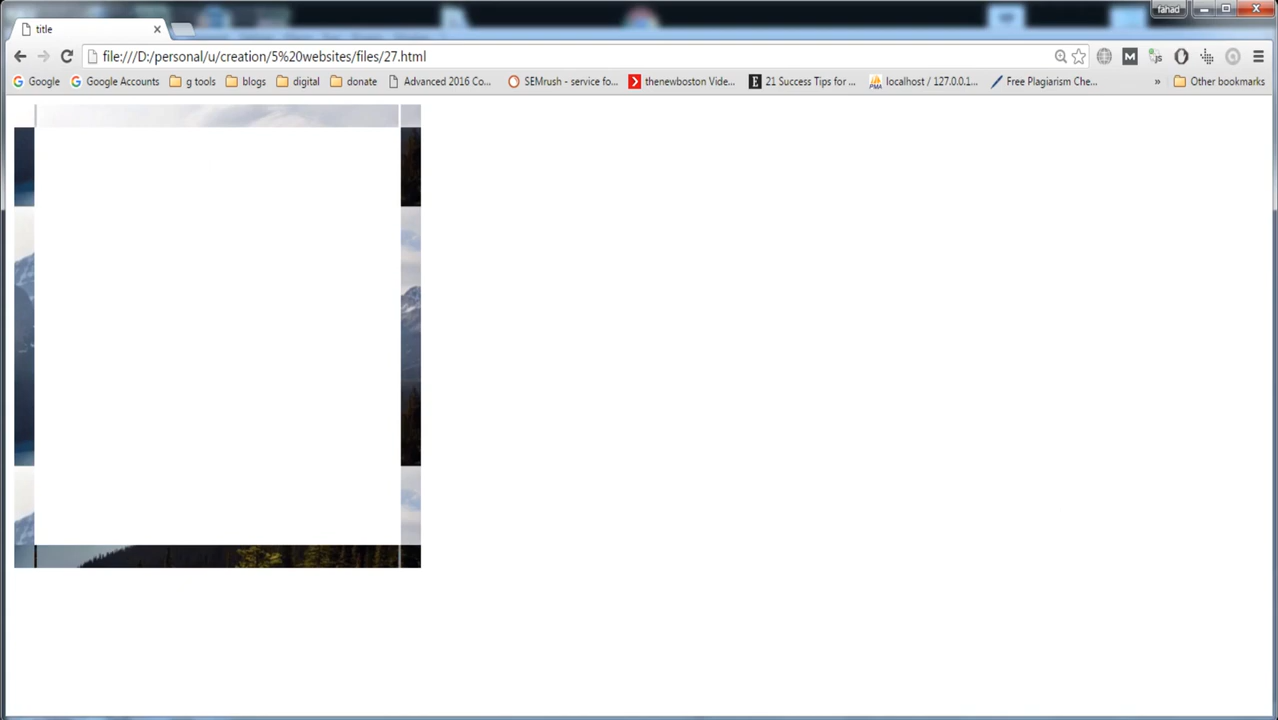 fahad
title
file:///D:/personal/u/creation/5%20websites/files/27.html
Google Google Accounts g tools blogs digital donate Advanced 2016 Co... SEMrush - service fo... thenewboston Vide... 21 Success Tips for ... localhost / 127.0.0.1... Free Plagiarism Che... » Other bookmarks